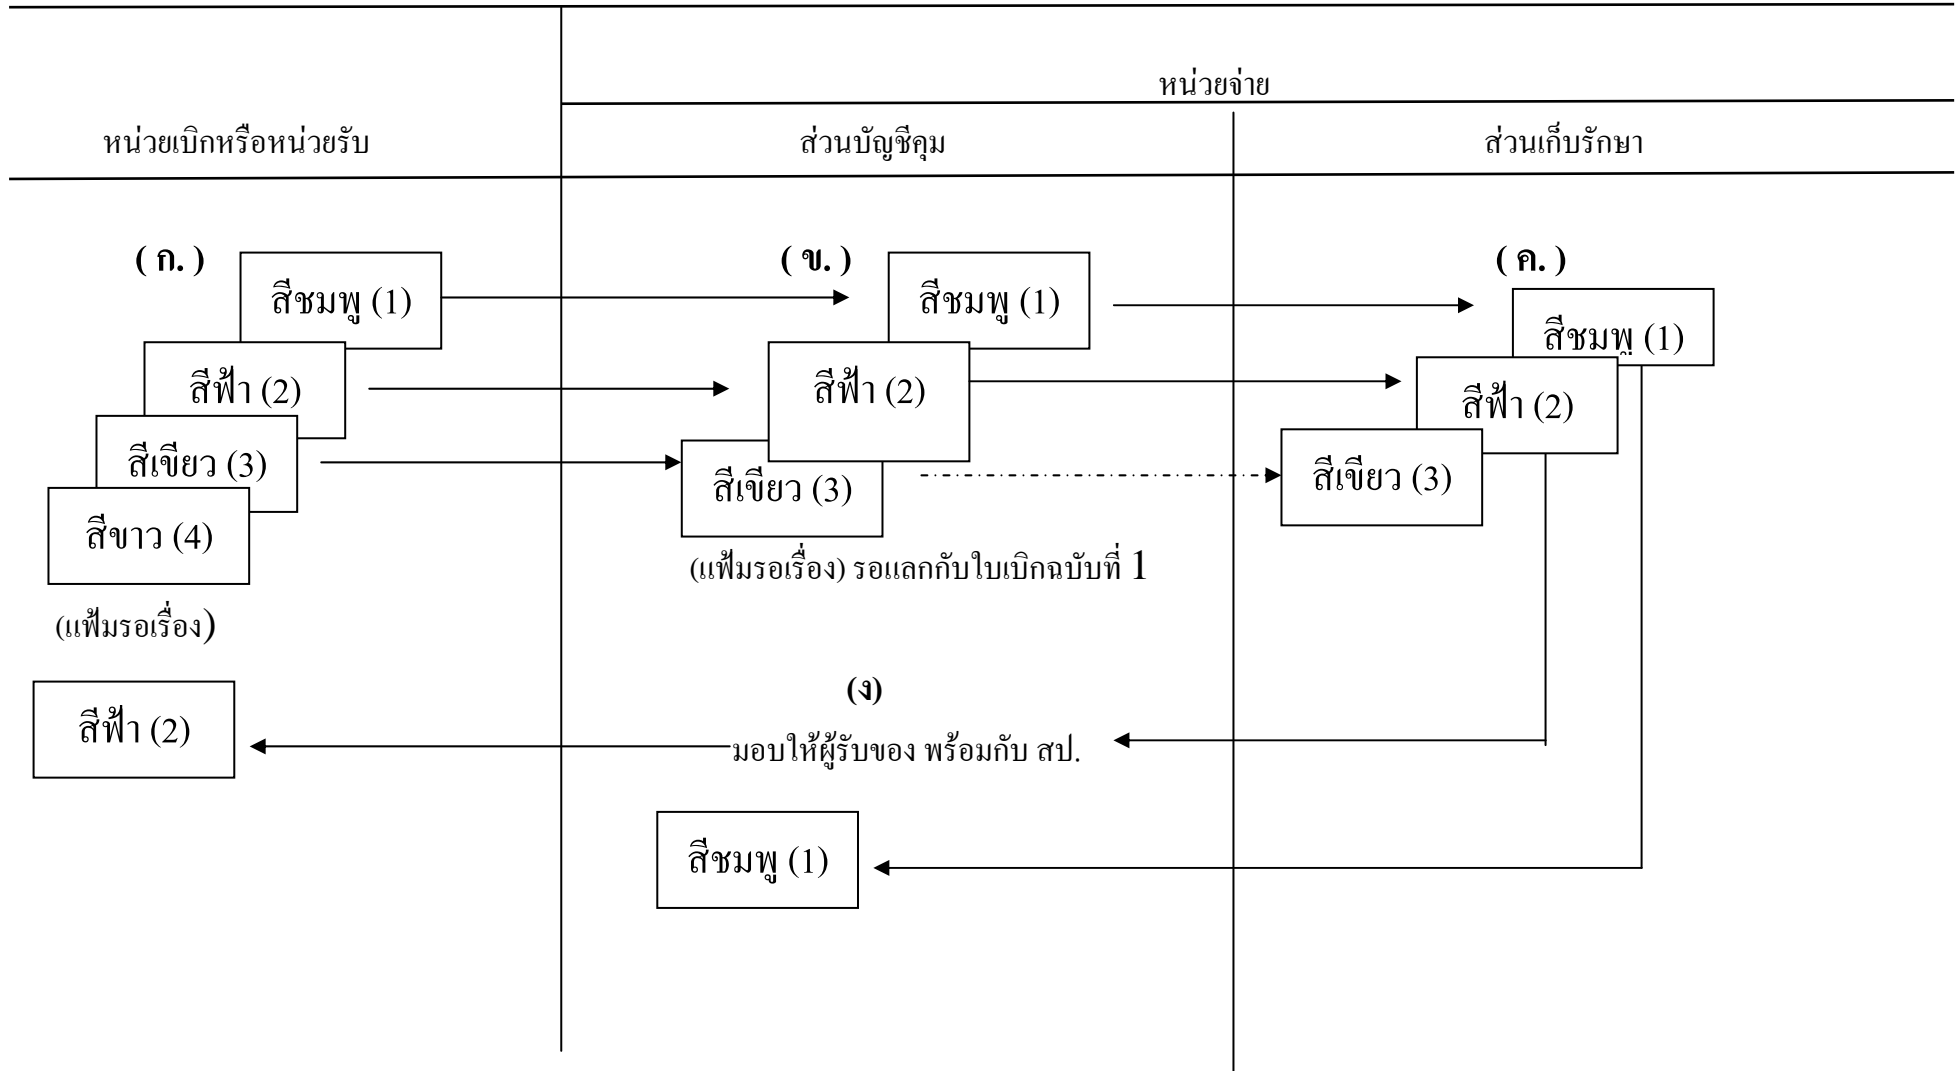 หน่วยจ่าย
หน่วยเบิกหรือหน่วยรับ
ส่วนบัญชีคุม
ส่วนเก็บรักษา
( ก. )
สีชมพู (1)
สีฟ้า (2)
สีเขียว (3)
สีขาว (4)
(แฟ้มรอเรื่อง)
( ข. )
สีชมพู (1)
สีฟ้า (2)
สีเขียว (3)
(แฟ้มรอเรื่อง) รอแลกกับใบเบิกฉบับที่ 1
( ค. )
สีชมพู (1)
สีฟ้า (2)
สีเขียว (3)
(ง)
สีฟ้า (2)
มอบให้ผู้รับของ พร้อมกับ สป.
สีชมพู (1)